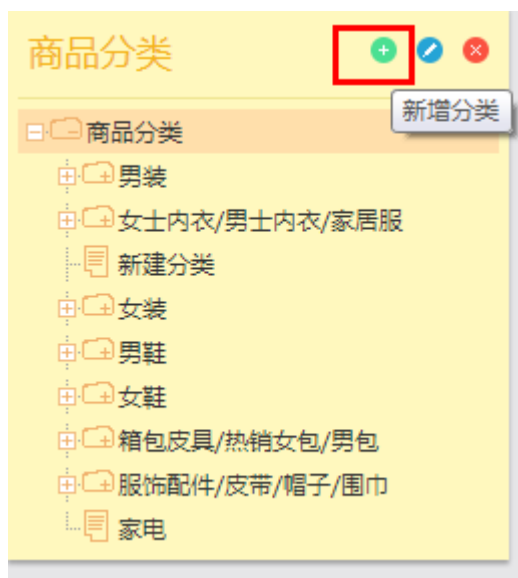 商品分类
新增分类
商品分类
男装
女士内衣/男士内衣/家居服
新建分类
女装
男鞋
女鞋
箱包皮具/热销女包/男包
服饰配件/皮带/帽子/围巾
家电